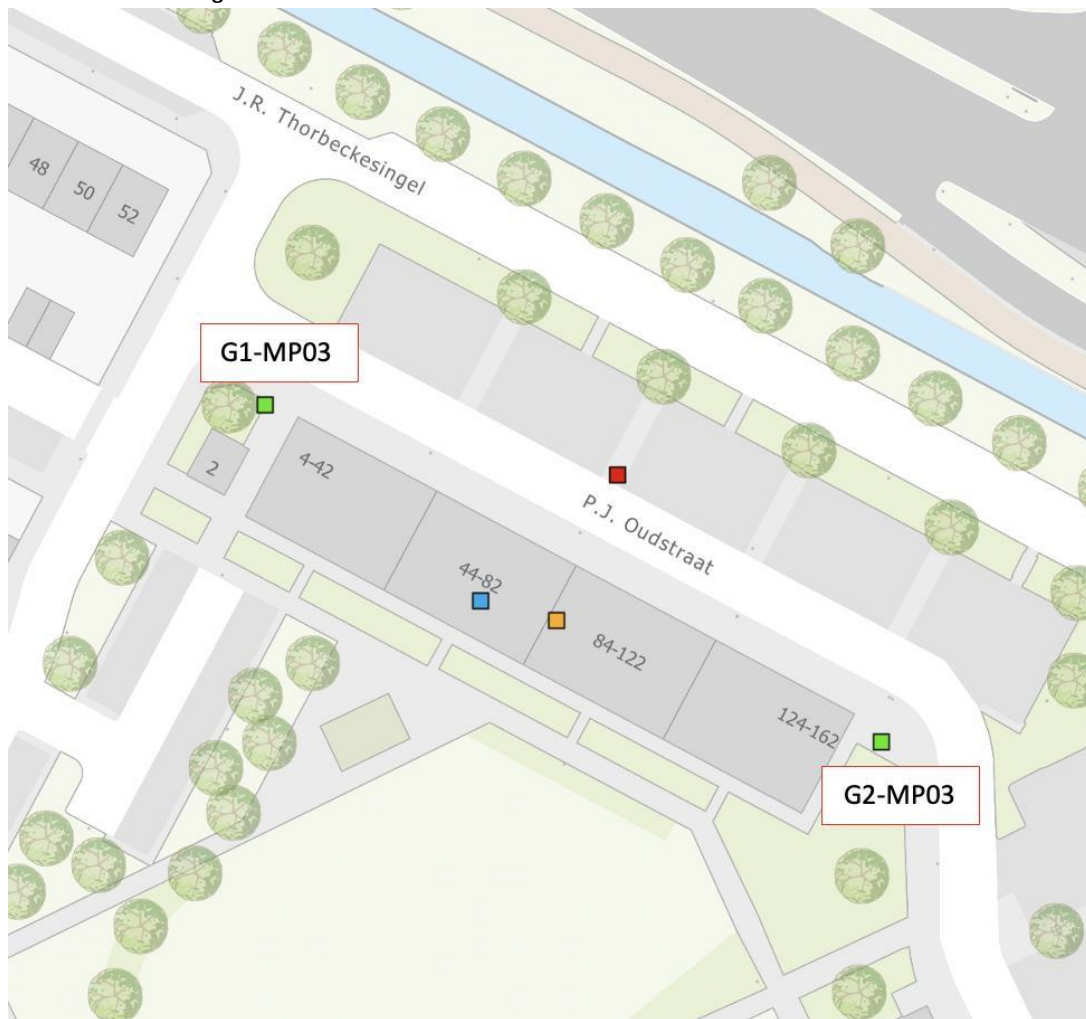 J.R. Thorbeckesingel
48
50
52
G1-MP03
2
4-42
P.J. Oudstraat
44-82
84-122
124-162
G2-MP03